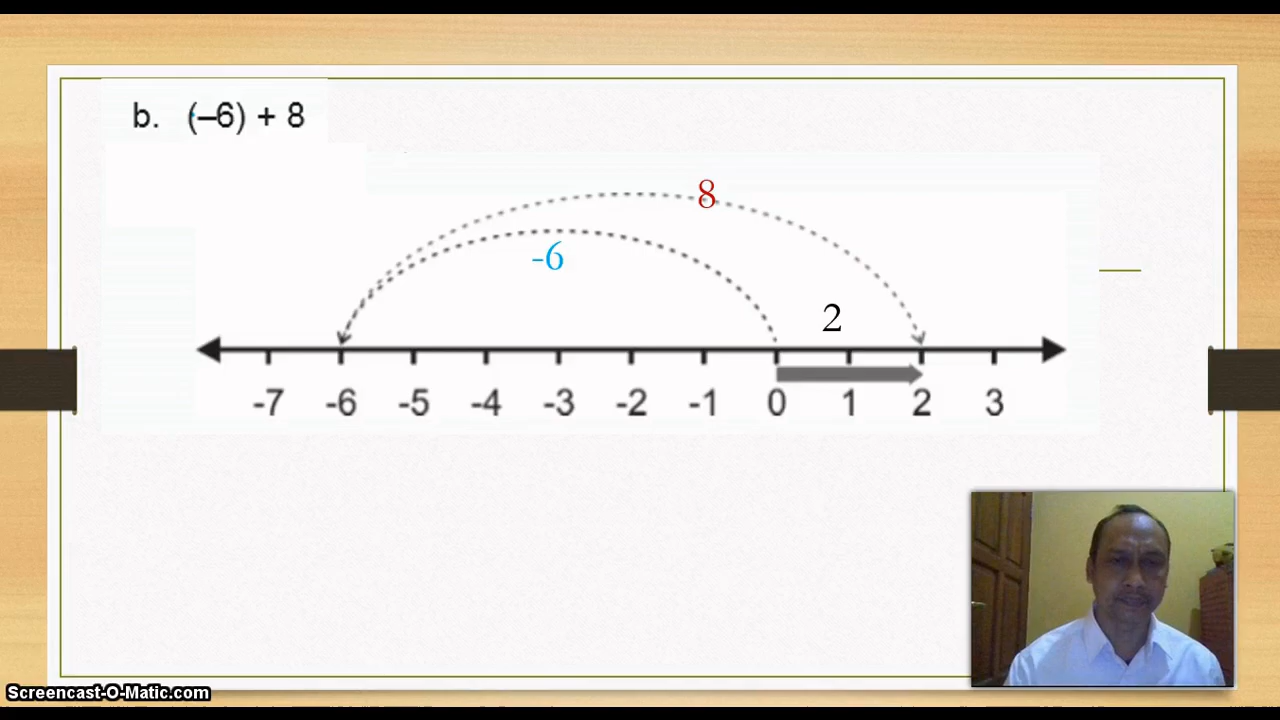 b. (–6) + 8
8
-6
2
-7 -6 -5 -4 -3 -2 -1 0 1 2 3
Screencast-O-Matic.com